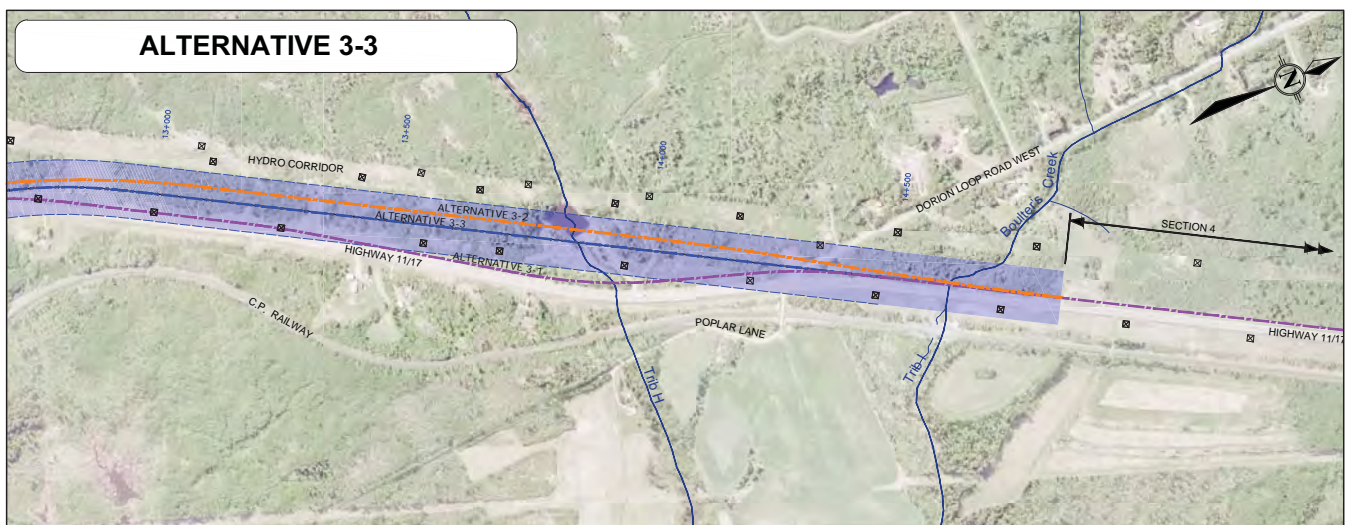 ALTERNATIVE 3-3
N
13+000
13+500
14+000
14+500
HYDRO CORRIDOR
DORION LOOP ROAD WEST
Boulter's Creek
SECTION 4
ALTERNATIVE 3-2
ALTERNATIVE 3-3
ALTERNATIVE 3-1
HIGHWAY 11/17
C.P. RAILWAY
POPLAR LANE
HIGHWAY 11/17
Trib H
Trib I